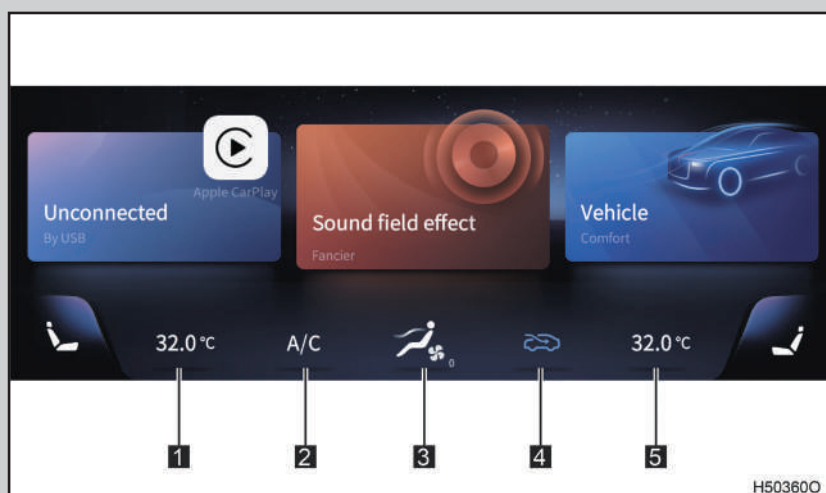 Apple CarPlay
Unconnected
By USB
Sound field effect
Fancier
Vehicle
Comfort
32.0 °C
A/C
0
32.0 °C
1
2
3
4
5
H50360O